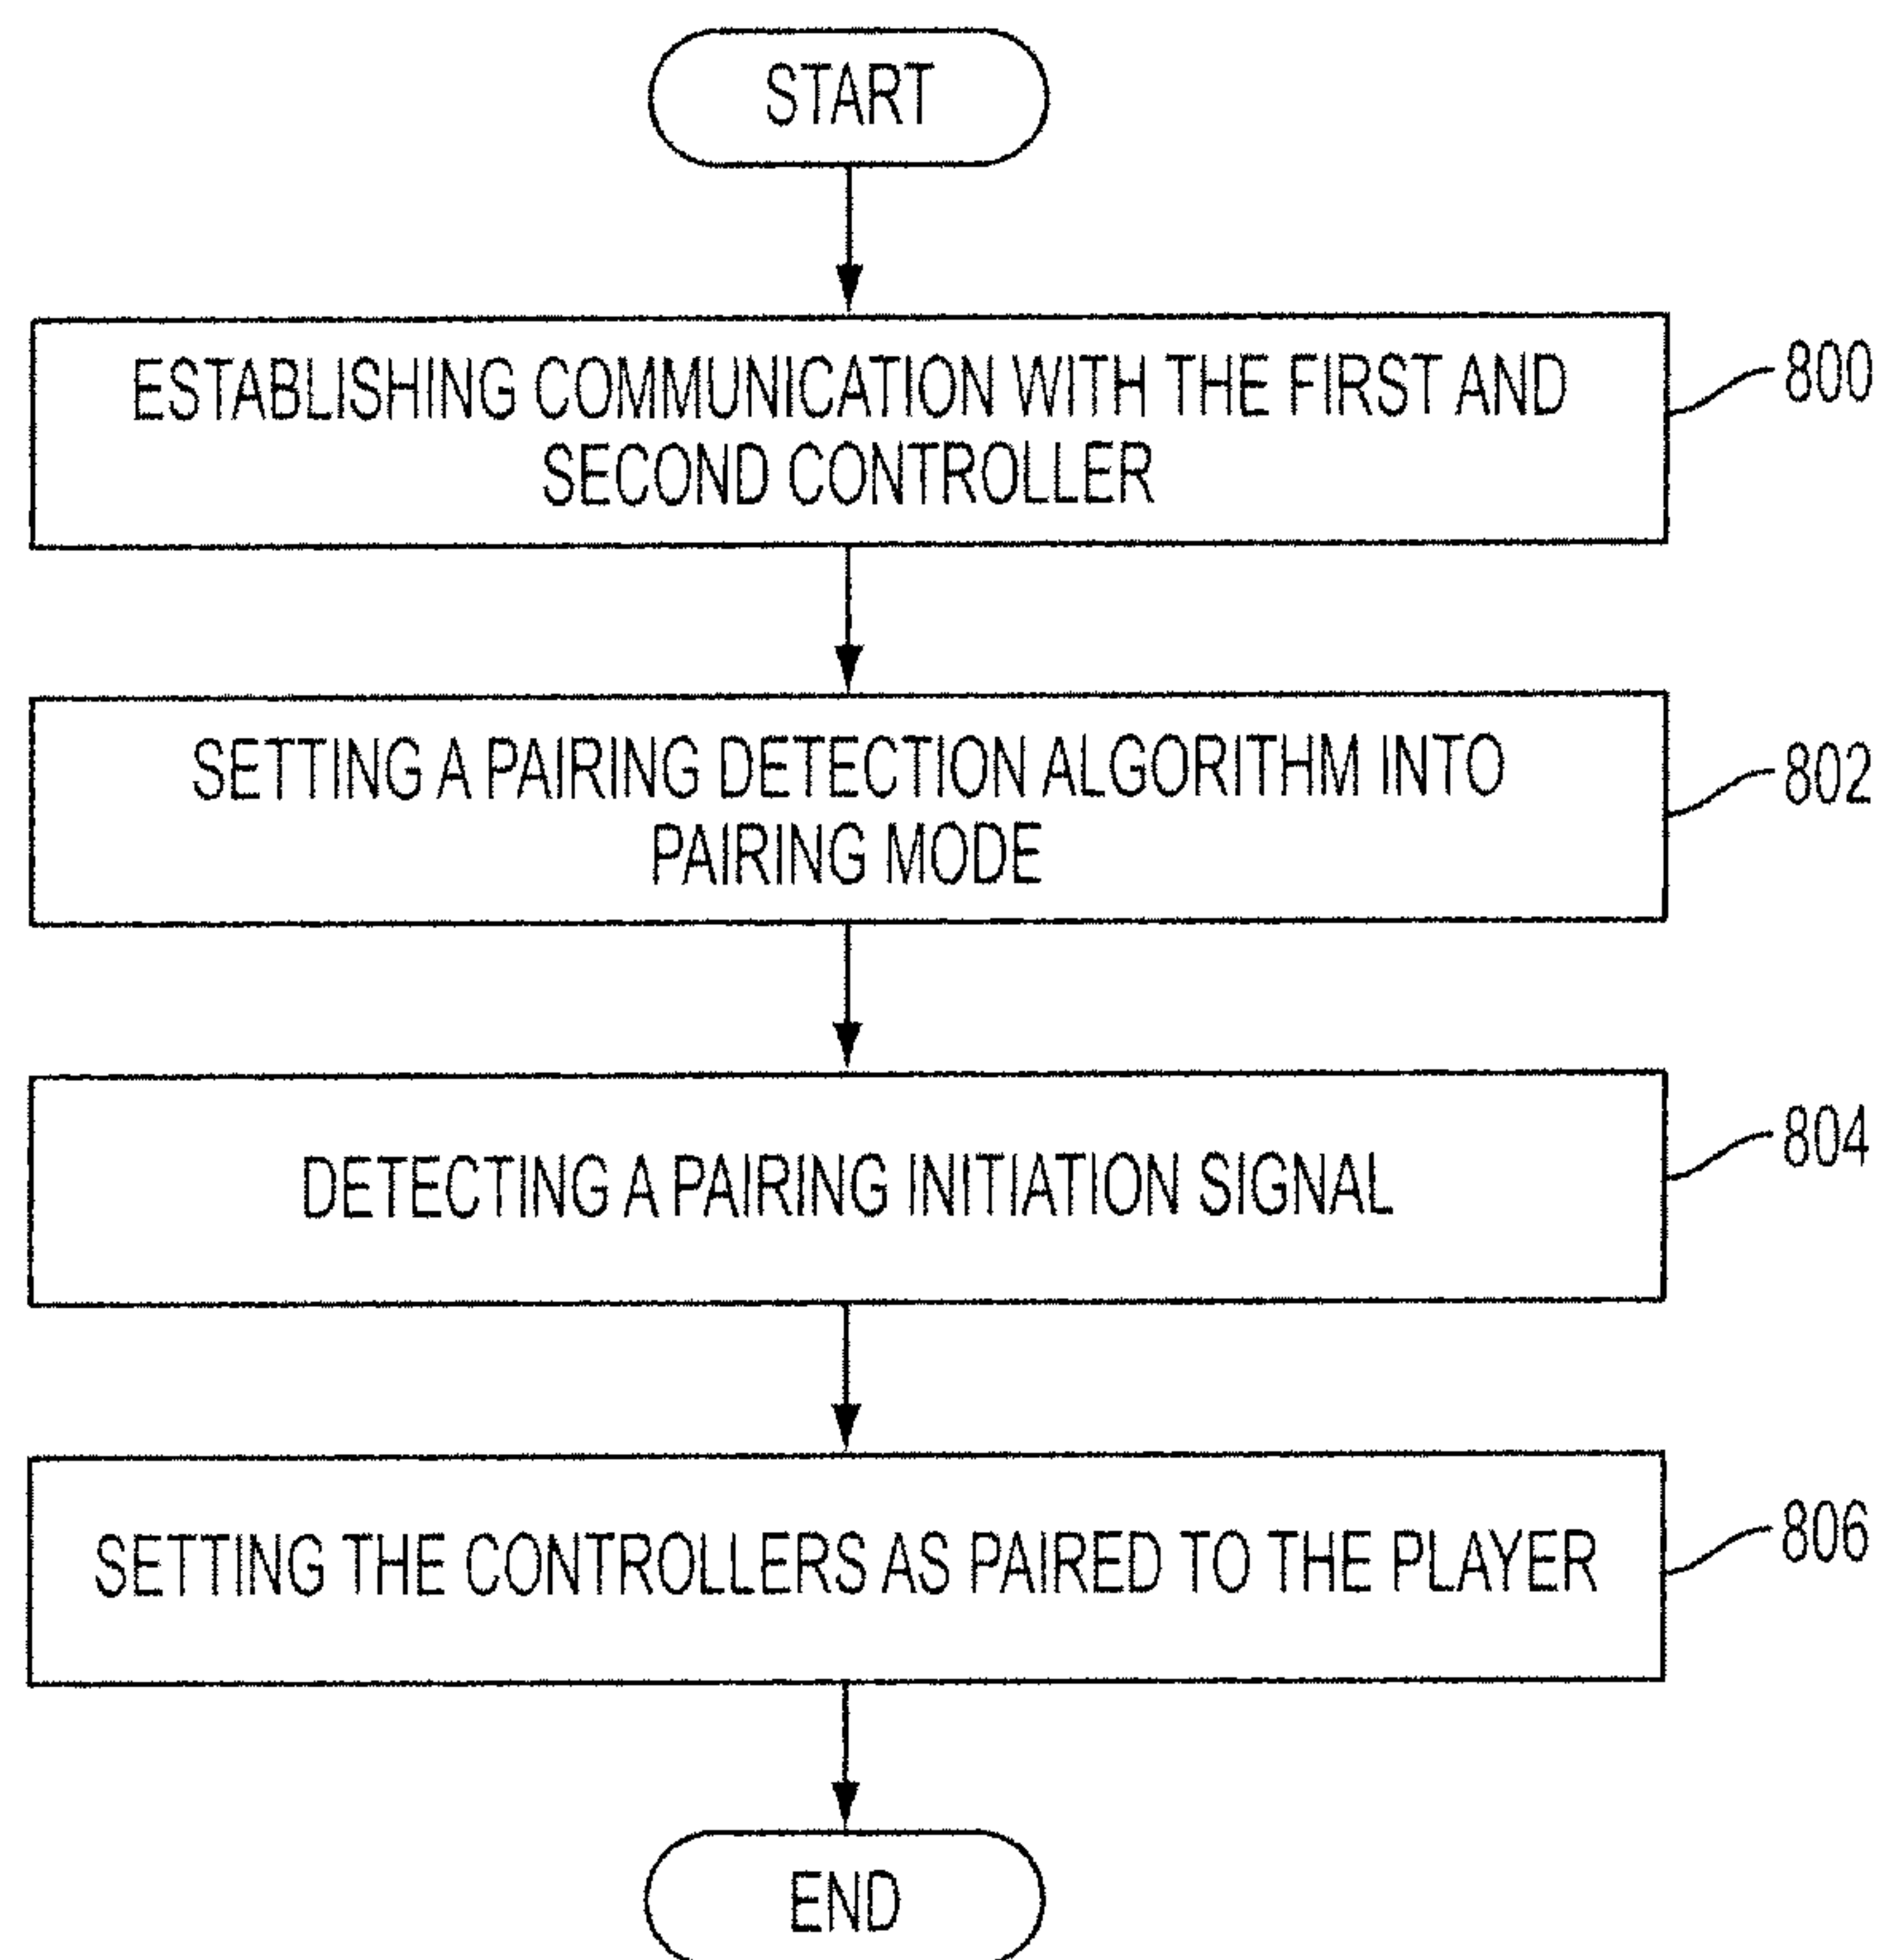 START
ESTABLISHING COMMUNICATION WITH THE FIRST AND
SECOND CONTROLLER
800
SETTING A PAIRING DETECTION ALGORITHM INTO
PAIRING MODE
802
DETECTING A PAIRING INITIATION SIGNAL
804
SETTING THE CONTROLLERS AS PAIRED TO THE PLAYER
806
END